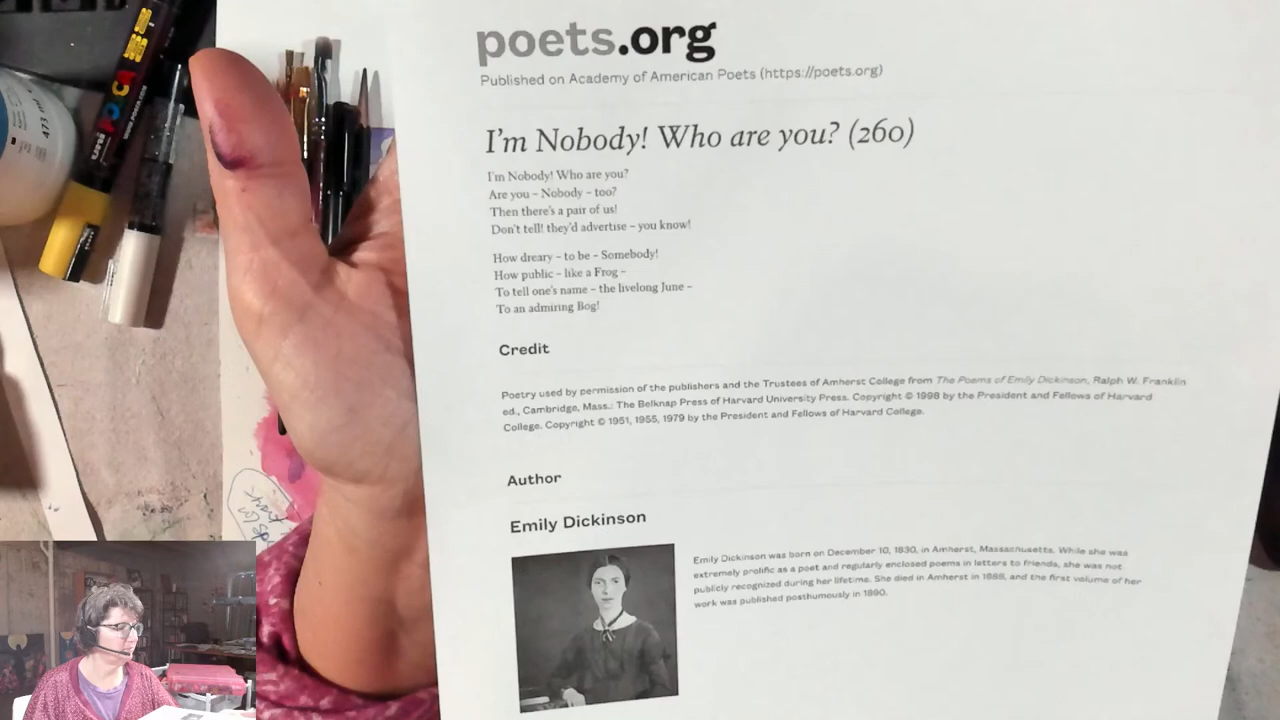 poets.org
Published on Academy of American Poets (https://poets.org)
I'm Nobody! Who are you? (260)
I'm Nobody! Who are you?
Are you – Nobody – too?
Then there's a pair of us!
Don't tell! they'd advertise – you know!
How dreary – to be – Somebody!
How public – like a Frog –
To tell one's name – the livelong June –
To an admiring Bog!
Credit
Poetry used by permission of the publishers and the Trustees of Amherst College from The Poems of Emily Dickinson, Ralph W. Franklin
ed., Cambridge, Mass.: The Belknap Press of Harvard University Press. Copyright © 1998 by the President and Fellows of Harvard
College. Copyright © 1951, 1955, 1979 by the President and Fellows of Harvard College.
Author
Emily Dickinson
Emily Dickinson was born on December 10, 1830, in Amherst, Massachusetts. While she was
extremely prolific as a poet and regularly enclosed poems in letters to friends, she was not
publicly recognized during her lifetime. She died in Amherst in 1886, and the first volume of her
work was published posthumously in 1890.
uni POSCA
473 ml